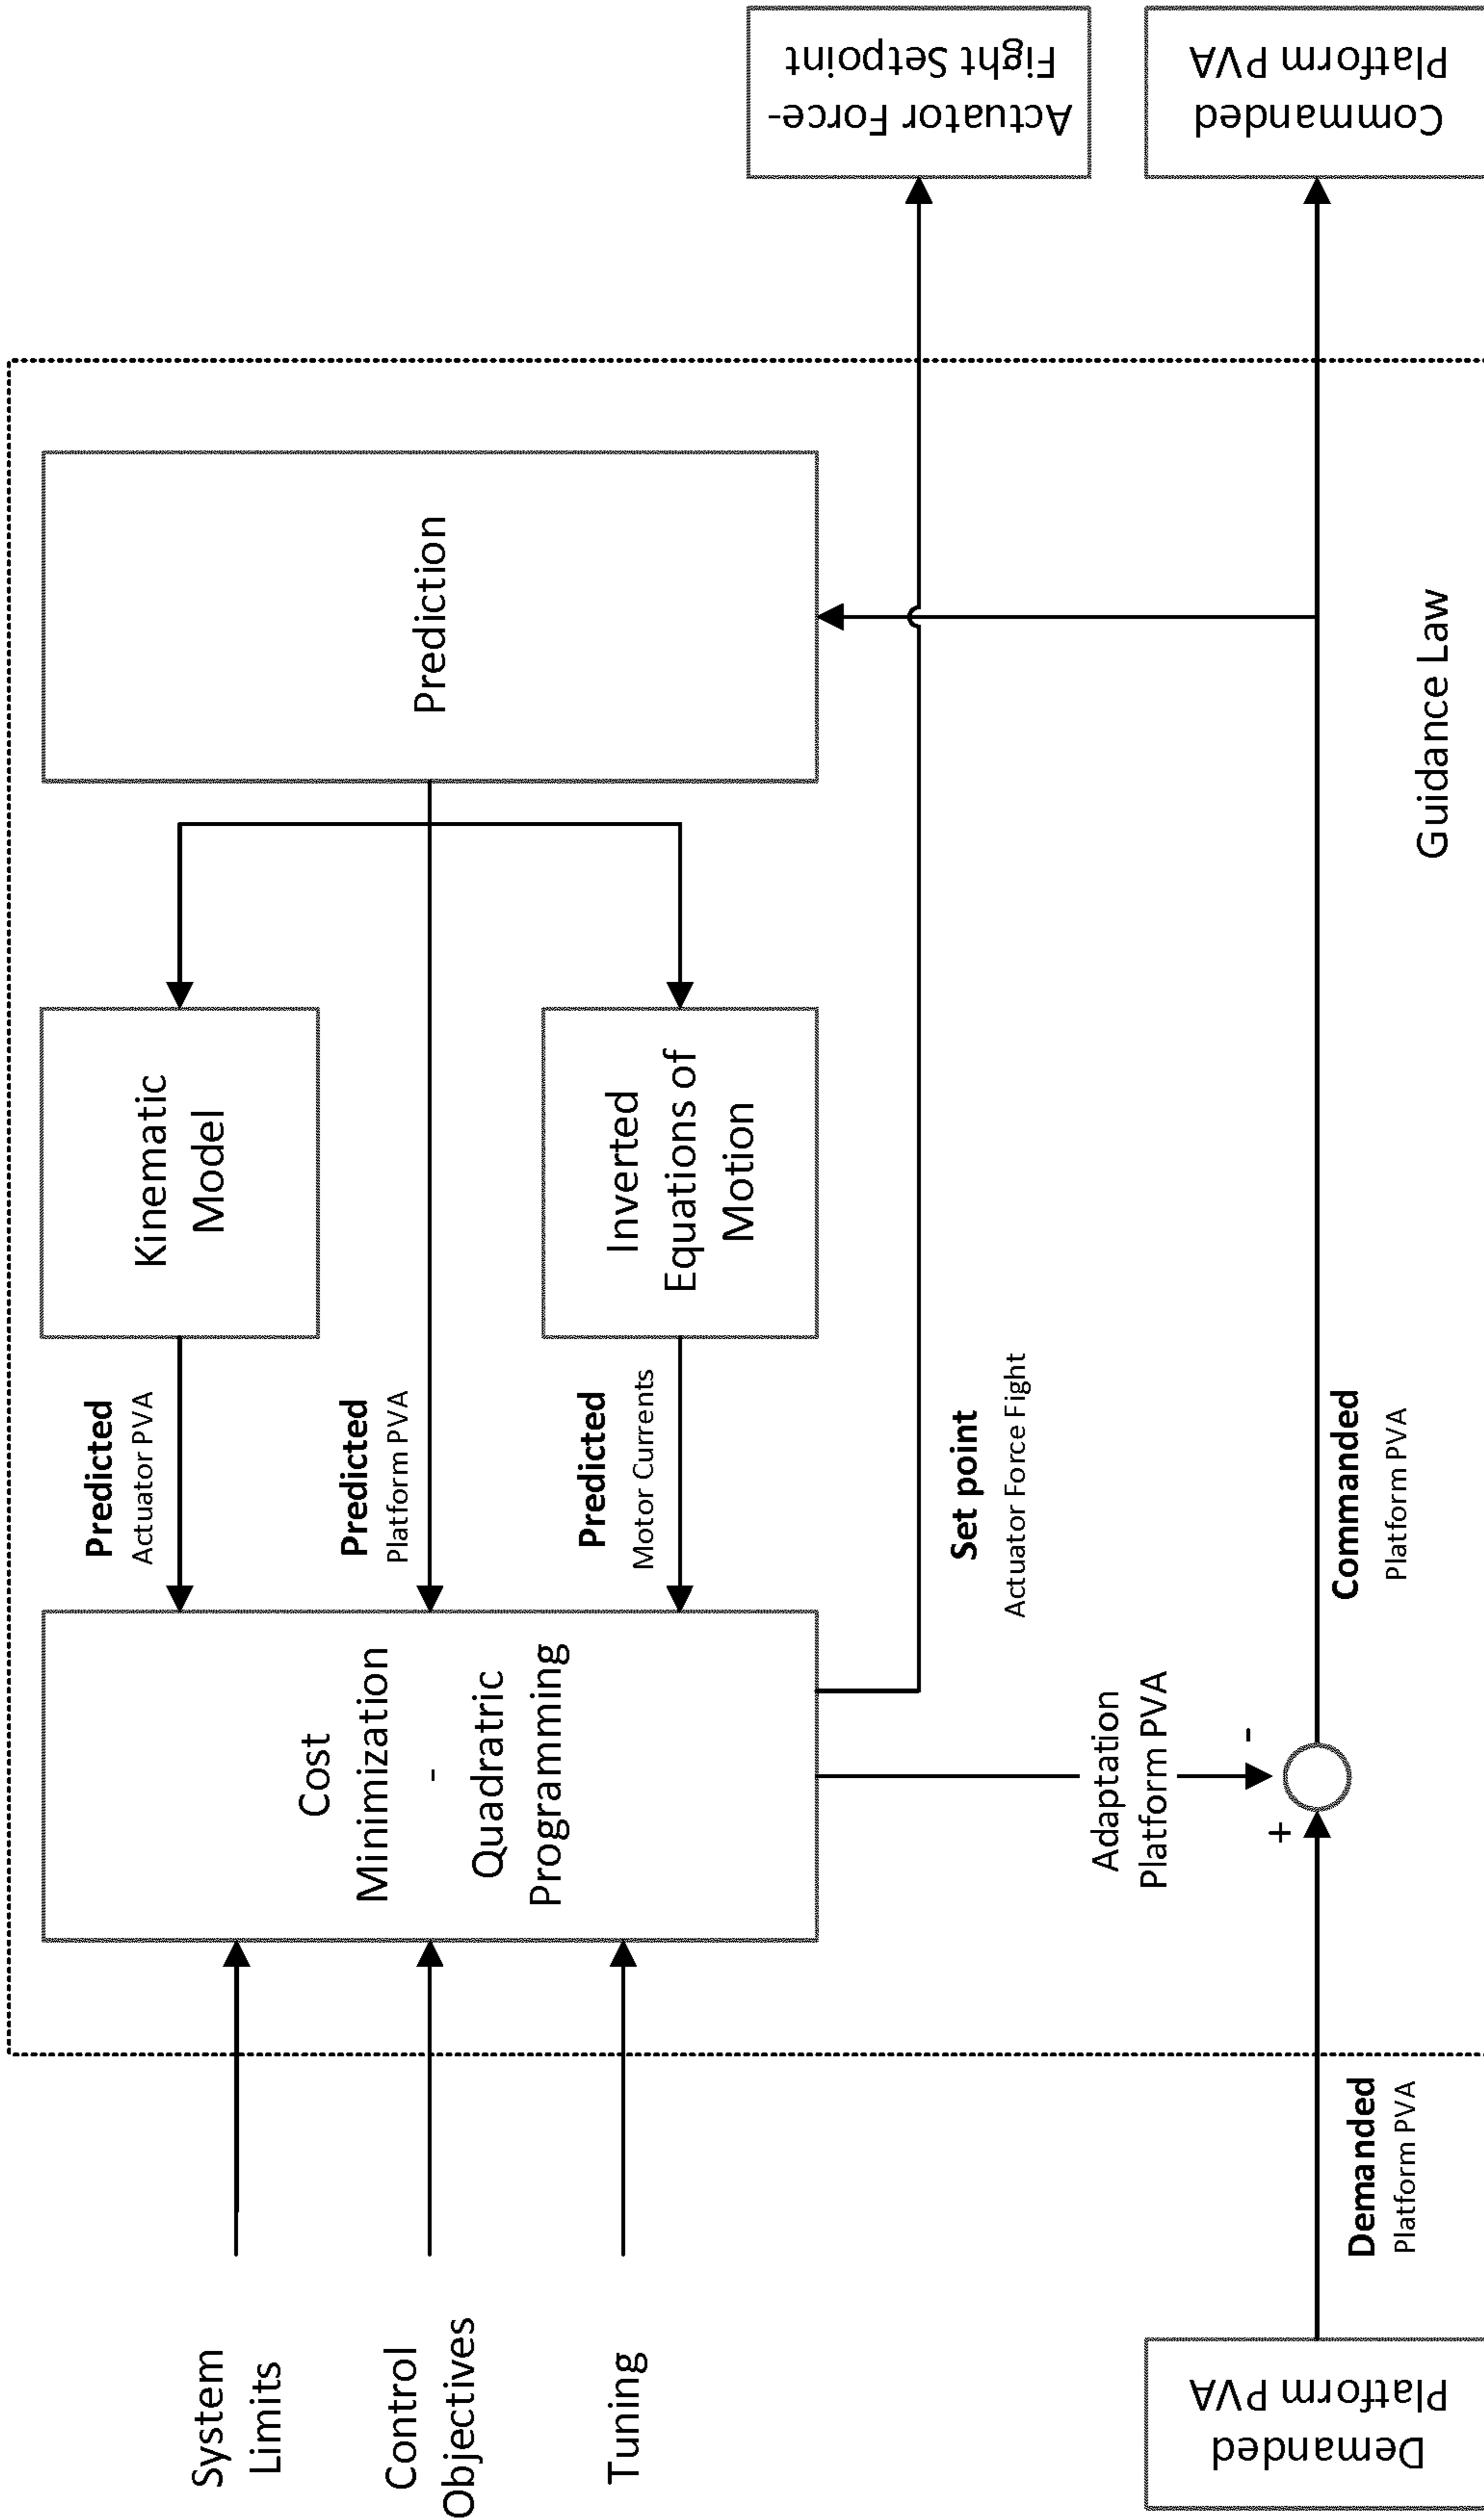 System
Limits
Control
Objectives
Tuning
Cost
Minimization
-
Quadratric
Programming
Predicted
Actuator PVA
Predicted
Platform PVA
Predicted
Motor Currents
Kinematic
Model
Inverted
Equations of
Motion
Prediction
Set point
Actuator Force Fight
Actuator Force-
Fight Setpoint
Adaptation
Platform PVA
+
-
Demanded
Platform PVA
Demanded
Platform PVA
Commanded
Platform PVA
Guidance Law
Commanded
Platform PVA